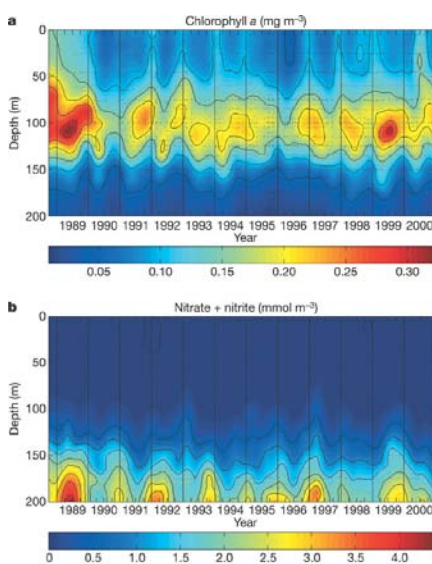 a
Chlorophyll a (mg m⁻³)
0
50
100
150
200
Depth (m)
1989 1990 1991 1992 1993 1994 1995 1996 1997 1998 1999 2000
Year
0.05 0.10 0.15 0.20 0.25 0.30
b
Nitrate + nitrite (mmol m⁻³)
0
50
100
150
200
Depth (m)
1989 1990 1991 1992 1993 1994 1995 1996 1997 1998 1999 2000
Year
0 0.5 1.0 1.5 2.0 2.5 3.0 3.5 4.0